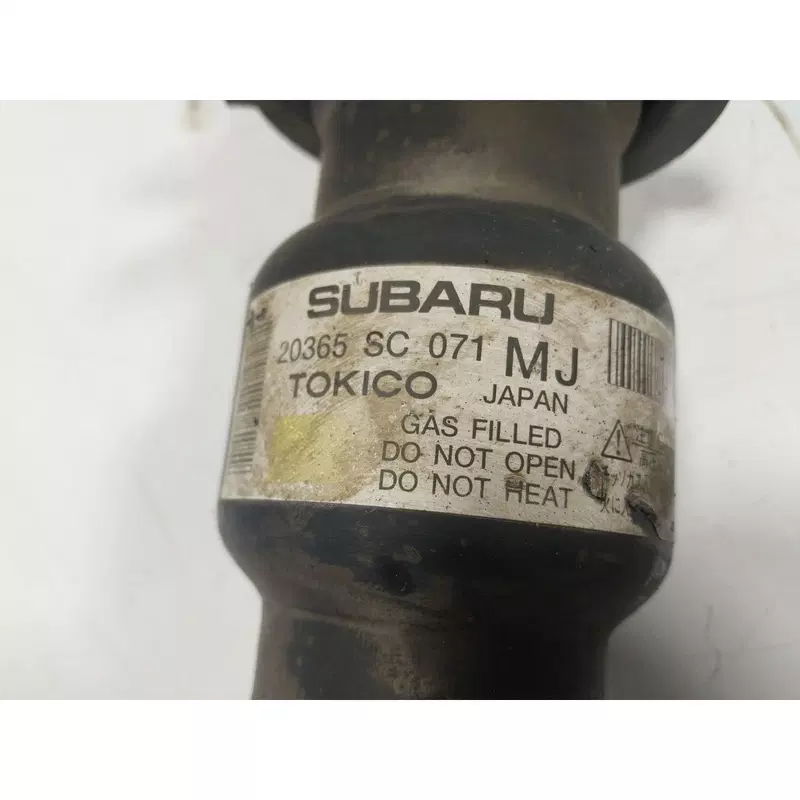 SUBARU
20365 SC 071 MJ
TOKICO JAPAN
GAS FILLED
DO NOT OPEN
DO NOT HEAT